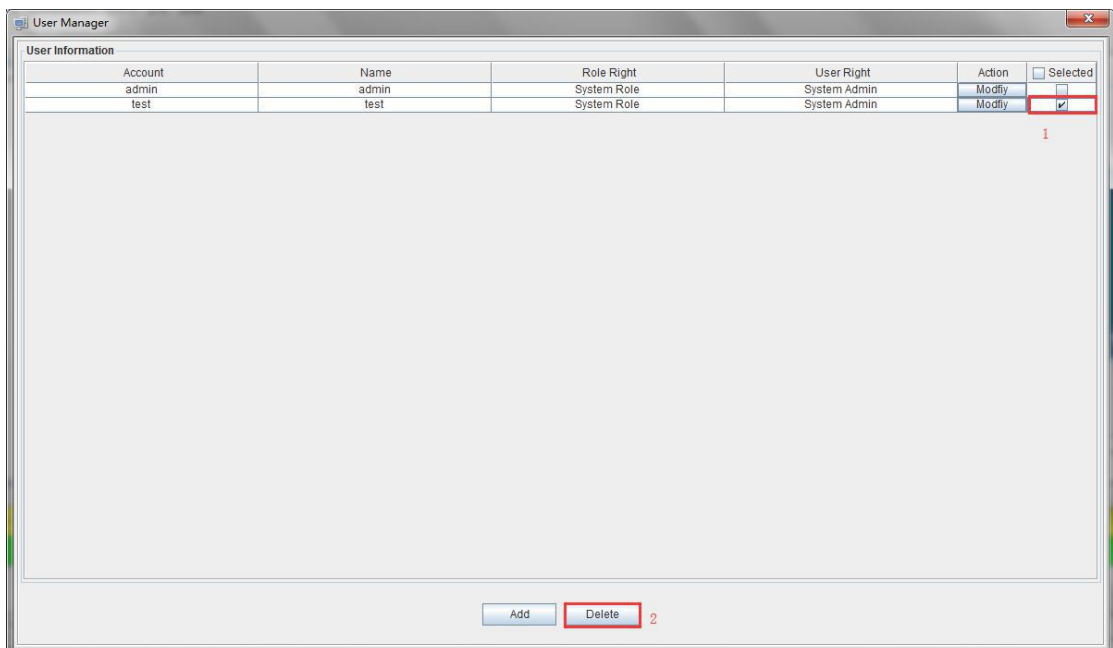 User Manager
User Information
Account Name Role Right User Right Action Selected
admin admin System Role System Admin Modfiy
test test System Role System Admin Modfiy
1
Add Delete 2